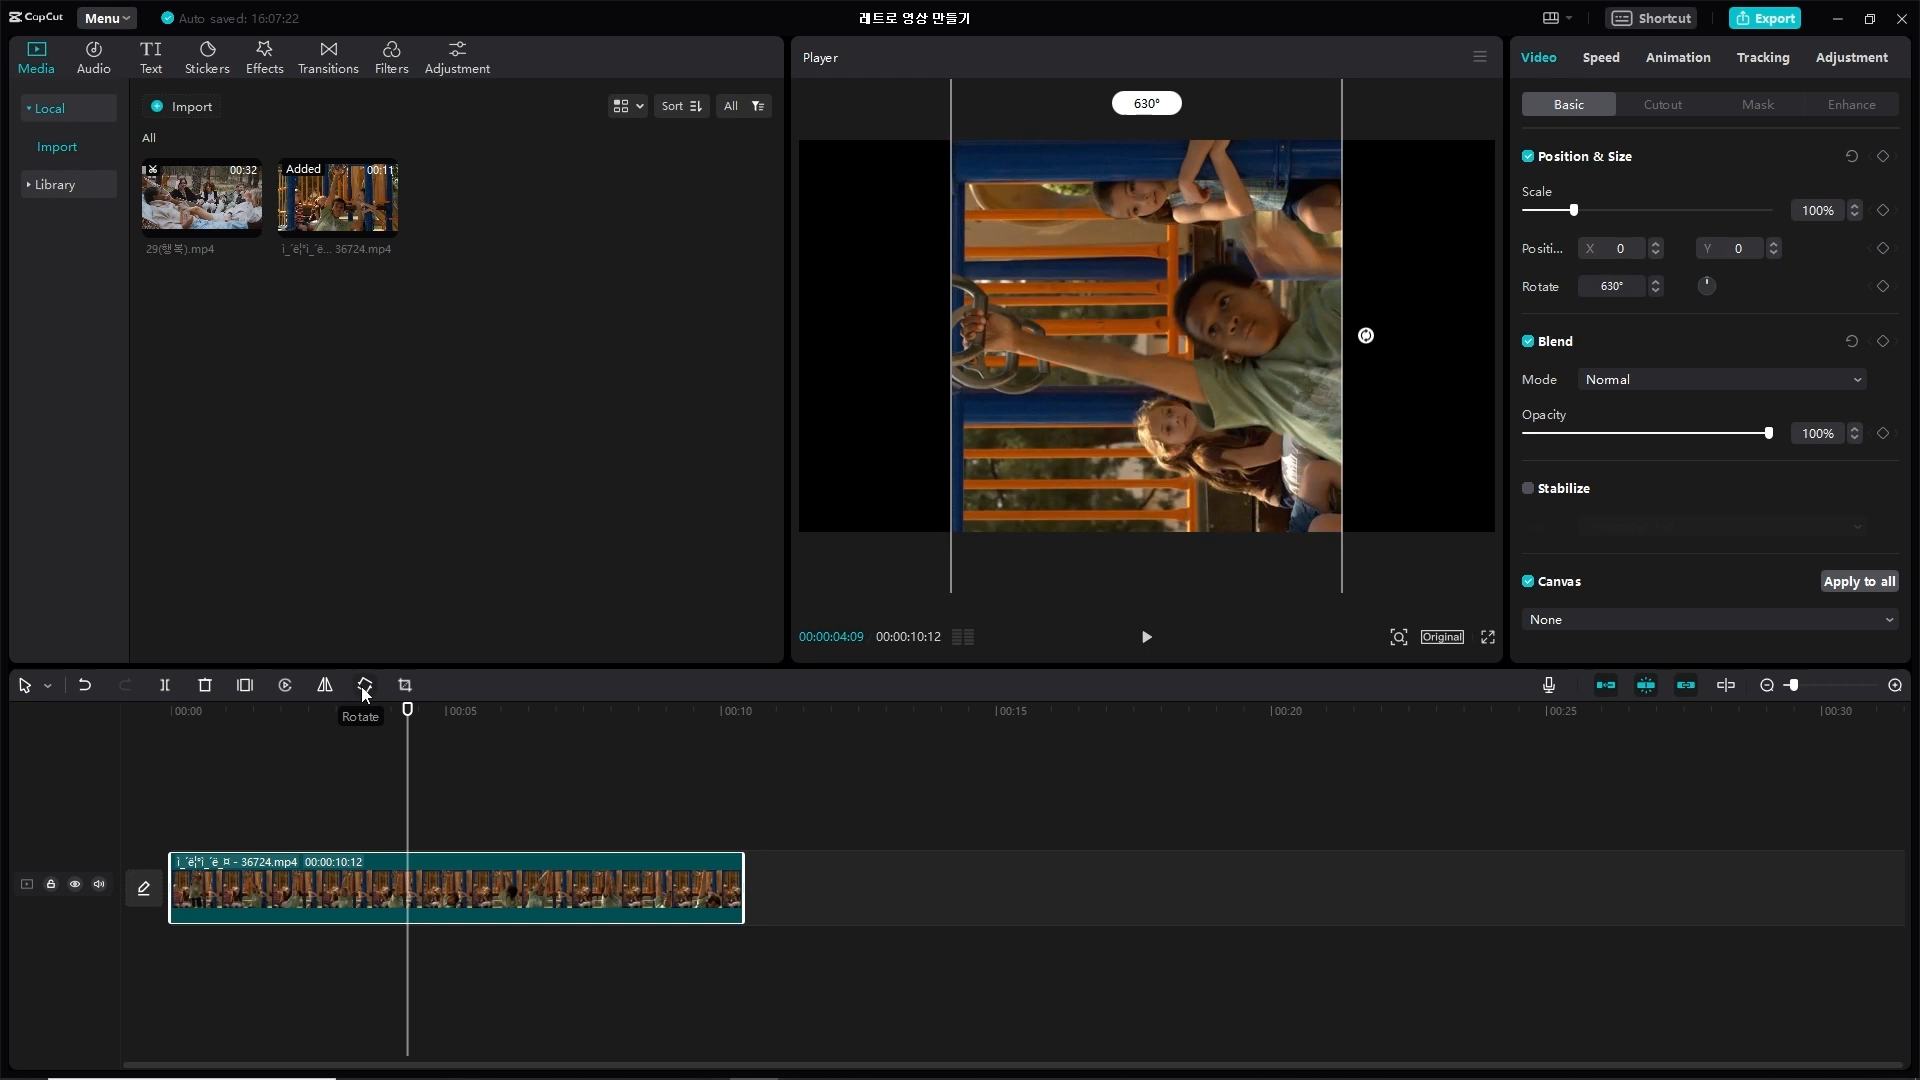 CapCut
Menu
Auto saved: 16:07:22
레트로 영상 만들기
Shortcut
Export
Media
Audio
Text
Stickers
Effects
Transitions
Filters
Adjustment
Local
Import
Library
Import
Sort
All
All
00:32
29(행복).mp4
Added
00:11
ì_´ë¦°ì_´ë... 36724.mp4
Player
630°
00:00:04:09
00:00:10:12
Original
Video
Speed
Animation
Tracking
Adjustment
Basic
Cutout
Mask
Enhance
Position & Size
Scale
100%
Positi...
X 0
Y 0
Rotate
630°
Blend
Mode
Normal
Opacity
100%
Stabilize
Canvas
Apply to all
None
Rotate
00:00
00:05
00:10
00:15
00:20
00:25
00:30
ì_´ë¦°ì_´ë_¤ - 36724.mp4 00:00:10:12